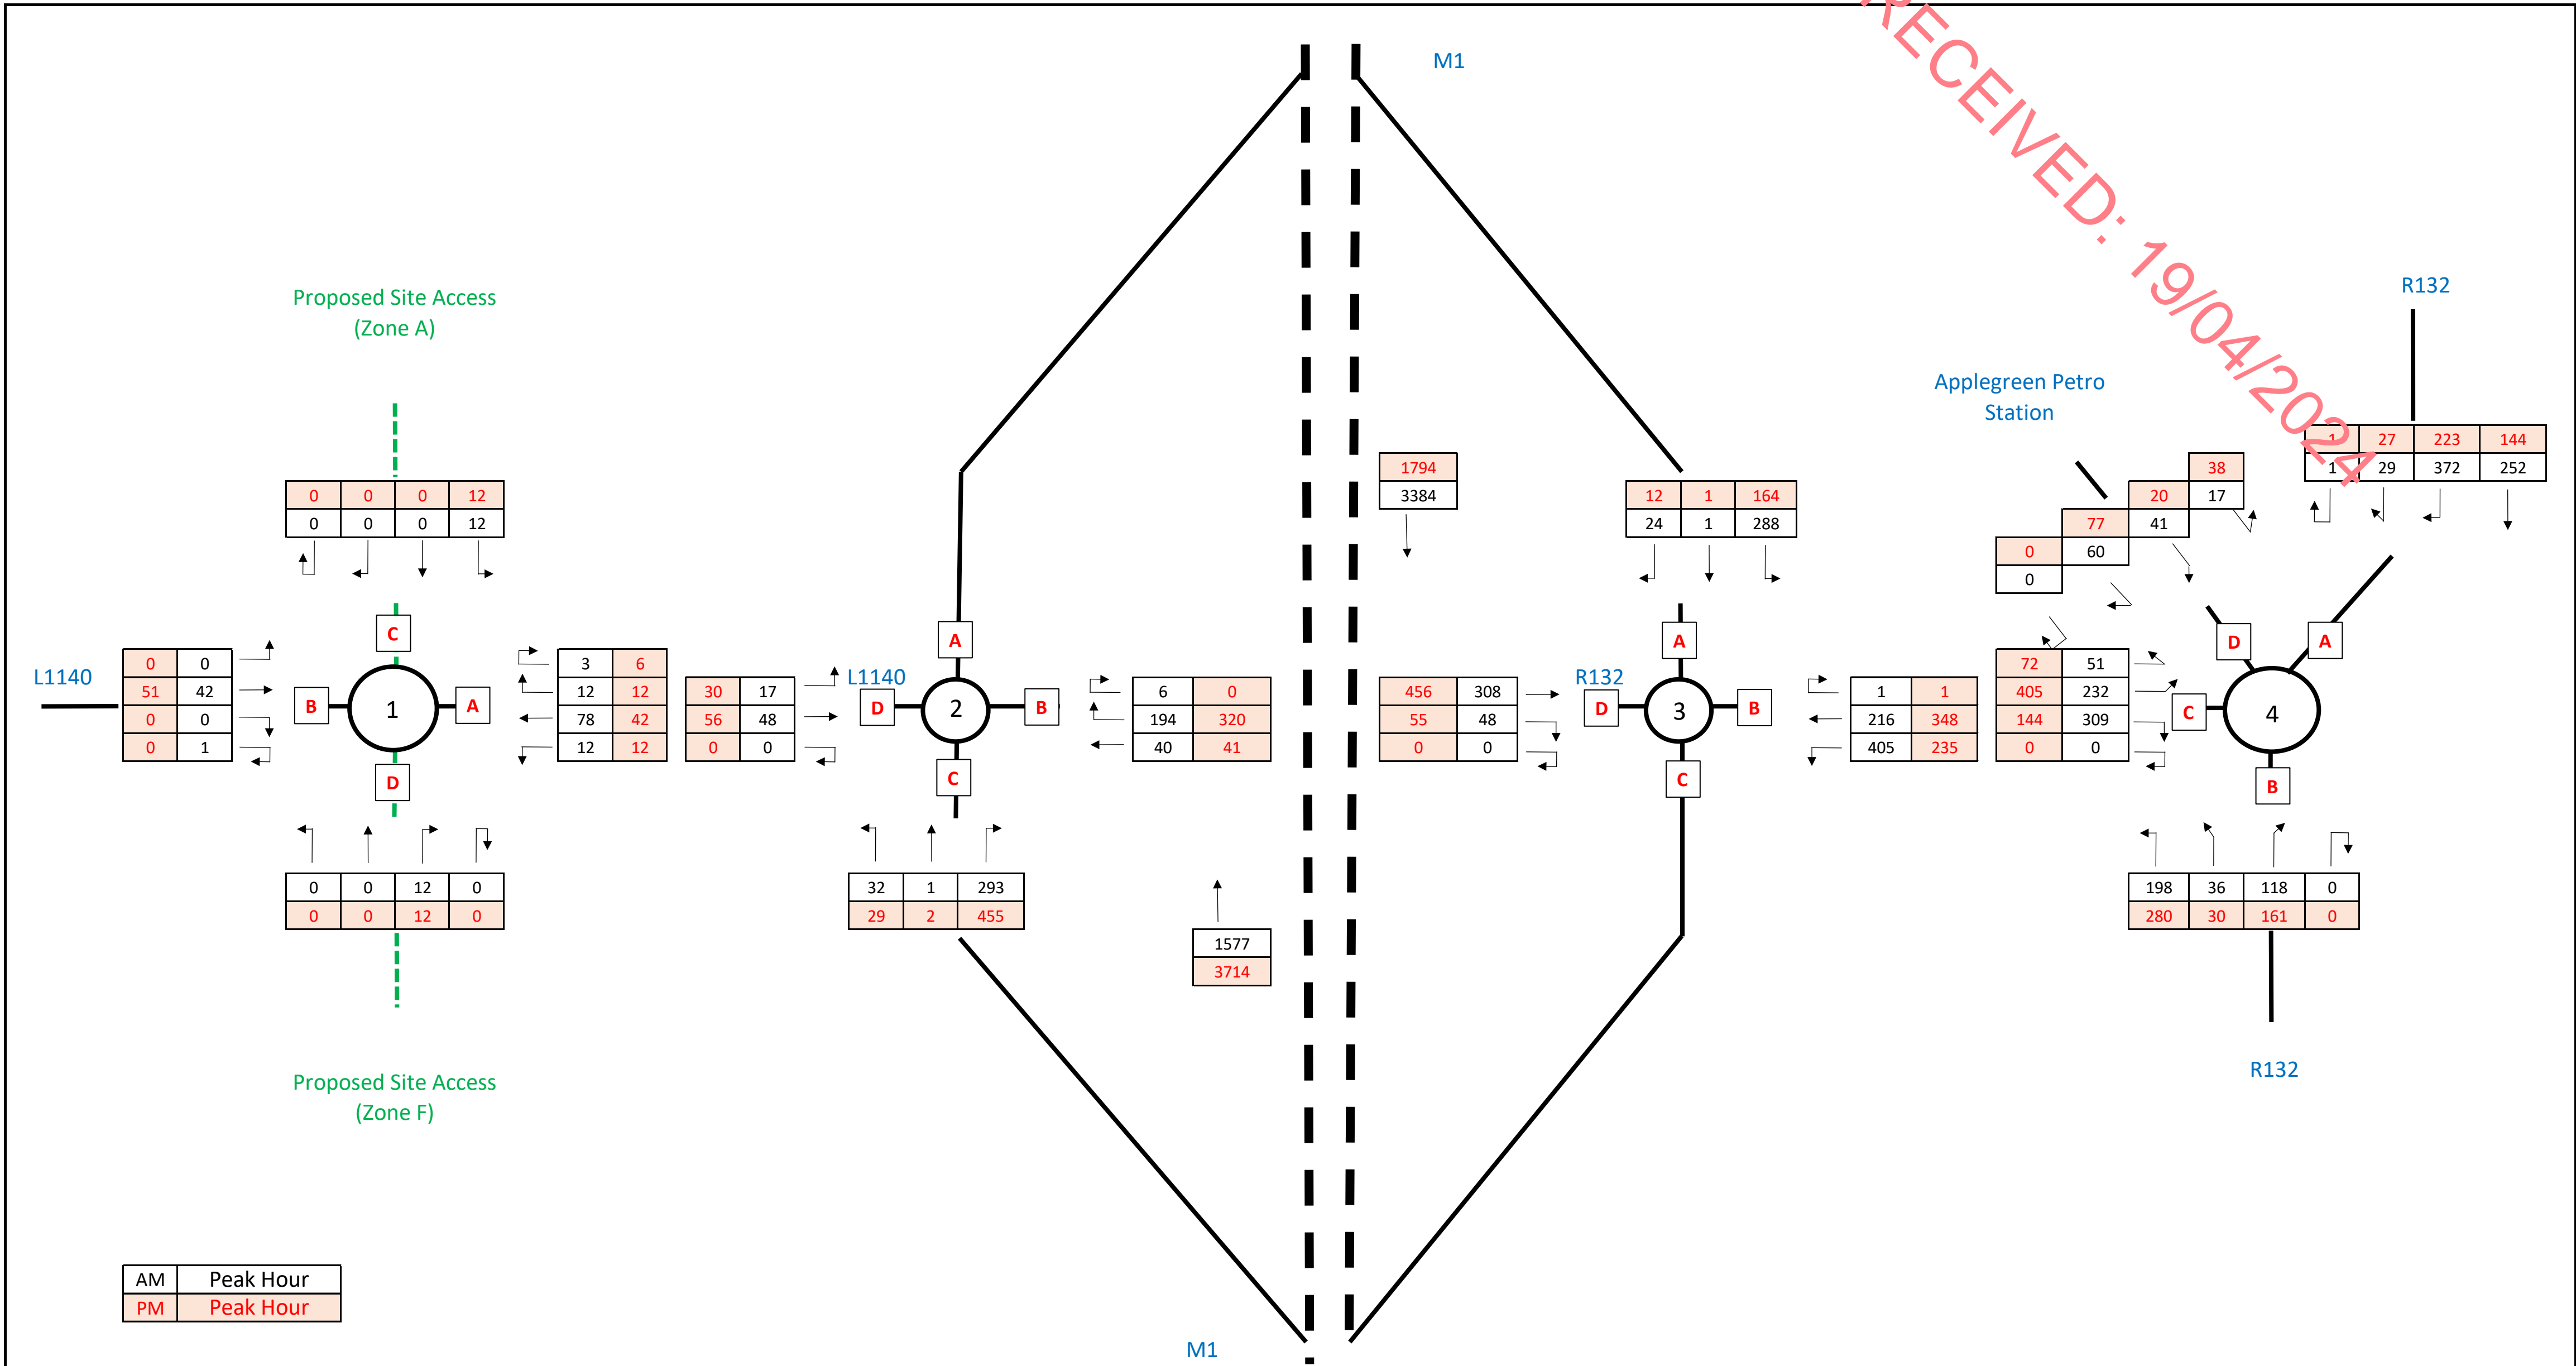 RECEIVED: 19/04/2024
M1
R132
Proposed Site Access
(Zone A)
Applegreen Petro
Station
1 27 223 144
1 29 372 252
1794
3384
38
20 17
77 41
0 60
0
0 0 0 12
0 0 0 12
12 1 164
24 1 288
C
A
A
D
A
L1140
0 0
51 42
0 0
0 1
B
1
A
D
3 6
12 12
78 42
12 12
30 17
56 48
0 0
L1140
D
2
B
C
6 0
194 320
40 41
456 308
55 48
0 0
R132
D
3
B
C
1 1
216 348
405 235
72 51
405 232
144 309
0 0
C
4
B
0 0 12 0
0 0 12 0
32 1 293
29 2 455
1577
3714
198 36 118 0
280 30 161 0
Proposed Site Access
(Zone F)
R132
AM Peak Hour
PM Peak Hour
M1